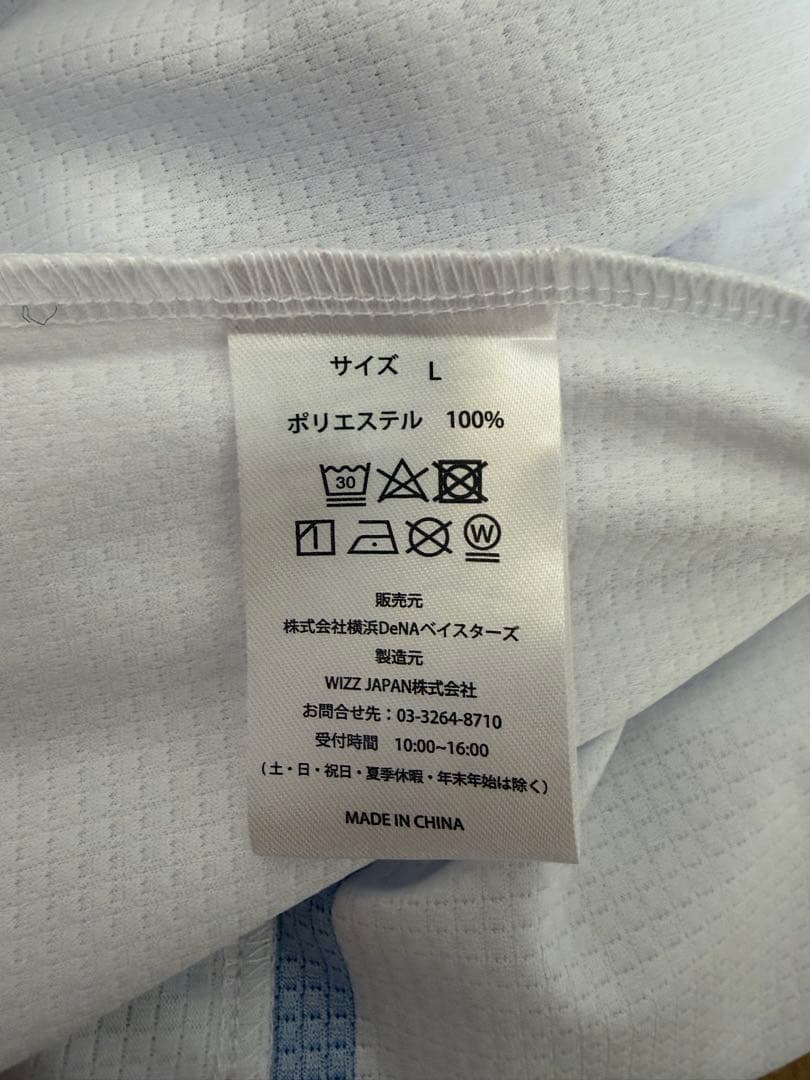 サイズ L
ポリエステル 100%
30
W
販売元
株式会社横浜DeNAベイスターズ
製造元
WIZZ JAPAN株式会社
お問合せ先：03-3264-8710
受付時間 10:00~16:00
(土・日・祝日・夏季休暇・年末年始は除く)
MADE IN CHINA